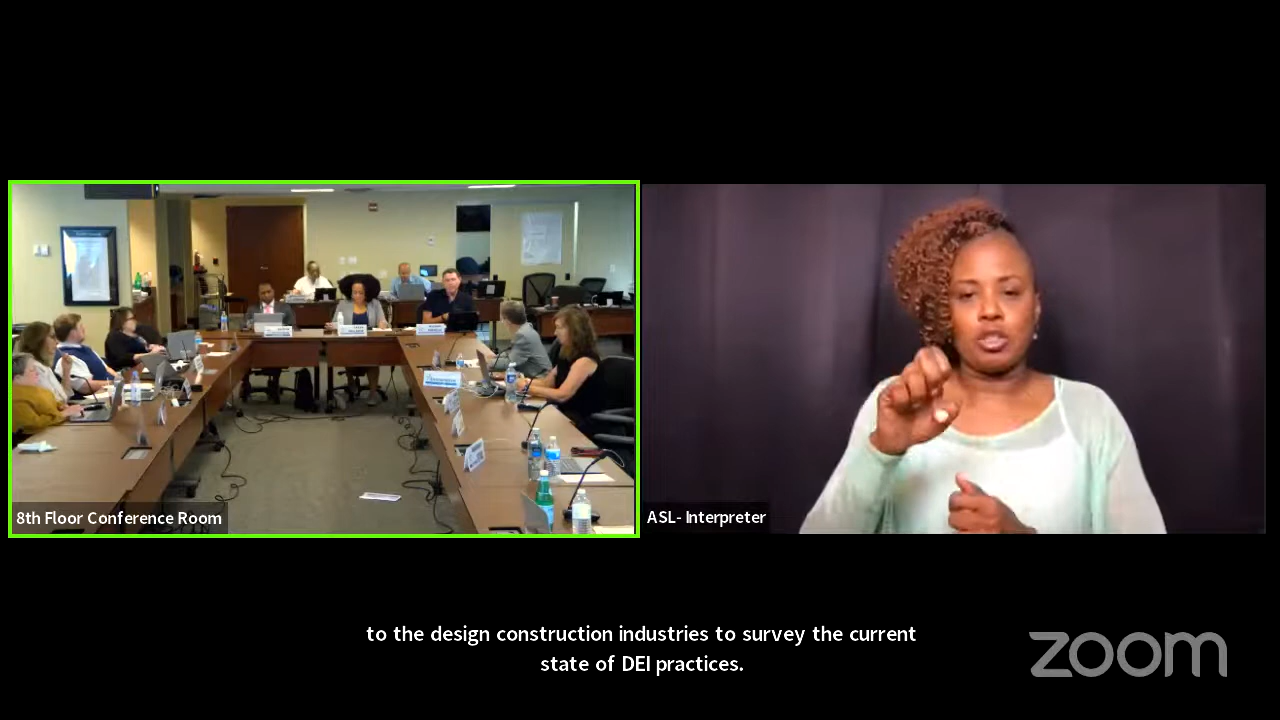 8th Floor Conference Room
ASL- Interpreter
to the design construction industries to survey the current
state of DEI practices.
zoom